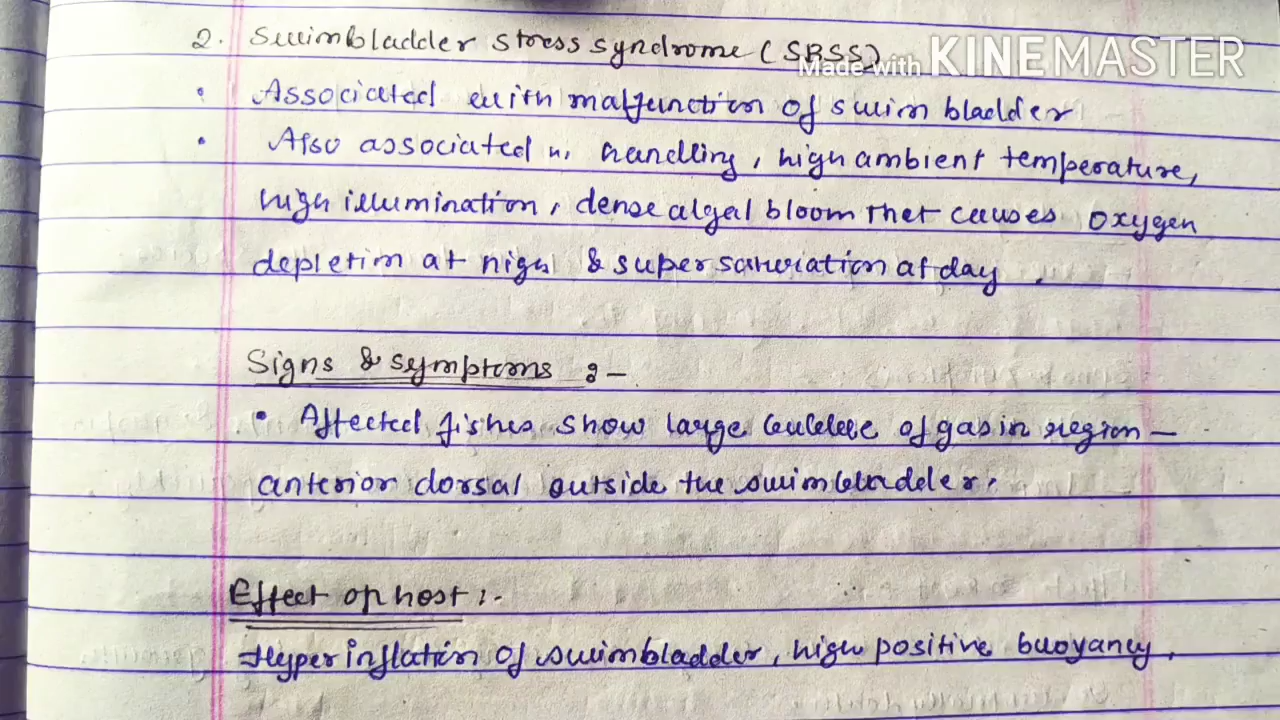 2. Swimbladder stress syndrome (SBSS)
Made with KINEMASTER
• Associated with malfunction of swim bladder
• Also associated w, handling, high ambient temperature,
high illumination, dense algal bloom that causes oxygen
depletion at nigh & supersaturation at day.
Signs & symptoms :-
• Affected fishes show large bubble of gas in region -
anterior dorsal outside the swimbladder.
Effect on host :-
Hyperinflation of swimbladder, high positive buoyancy.